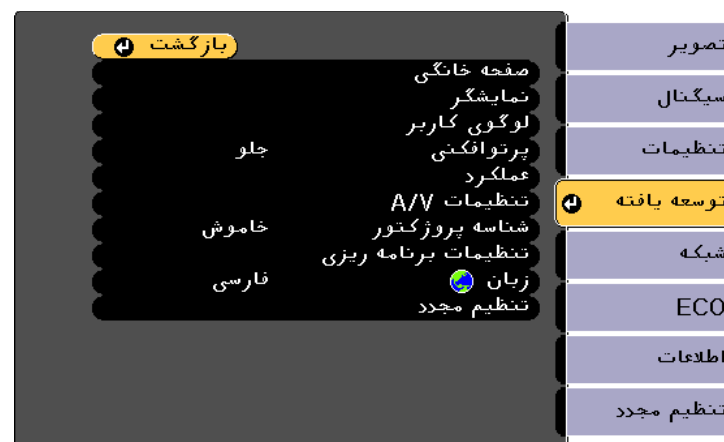 بازگشت
صفحه خانگی
نمایشگر
لوگوی کاربر
پرتوافکنی جلو
عملکرد
تنظیمات A/V
شناسه پروژکتور خاموش
تنظیمات برنامه ریزی
زبان فارسی
تنظیم مجدد
تصویر
سیگنال
تنظیمات
توسعه یافته
شبکه
ECO
اطلاعات
تنظیم مجدد